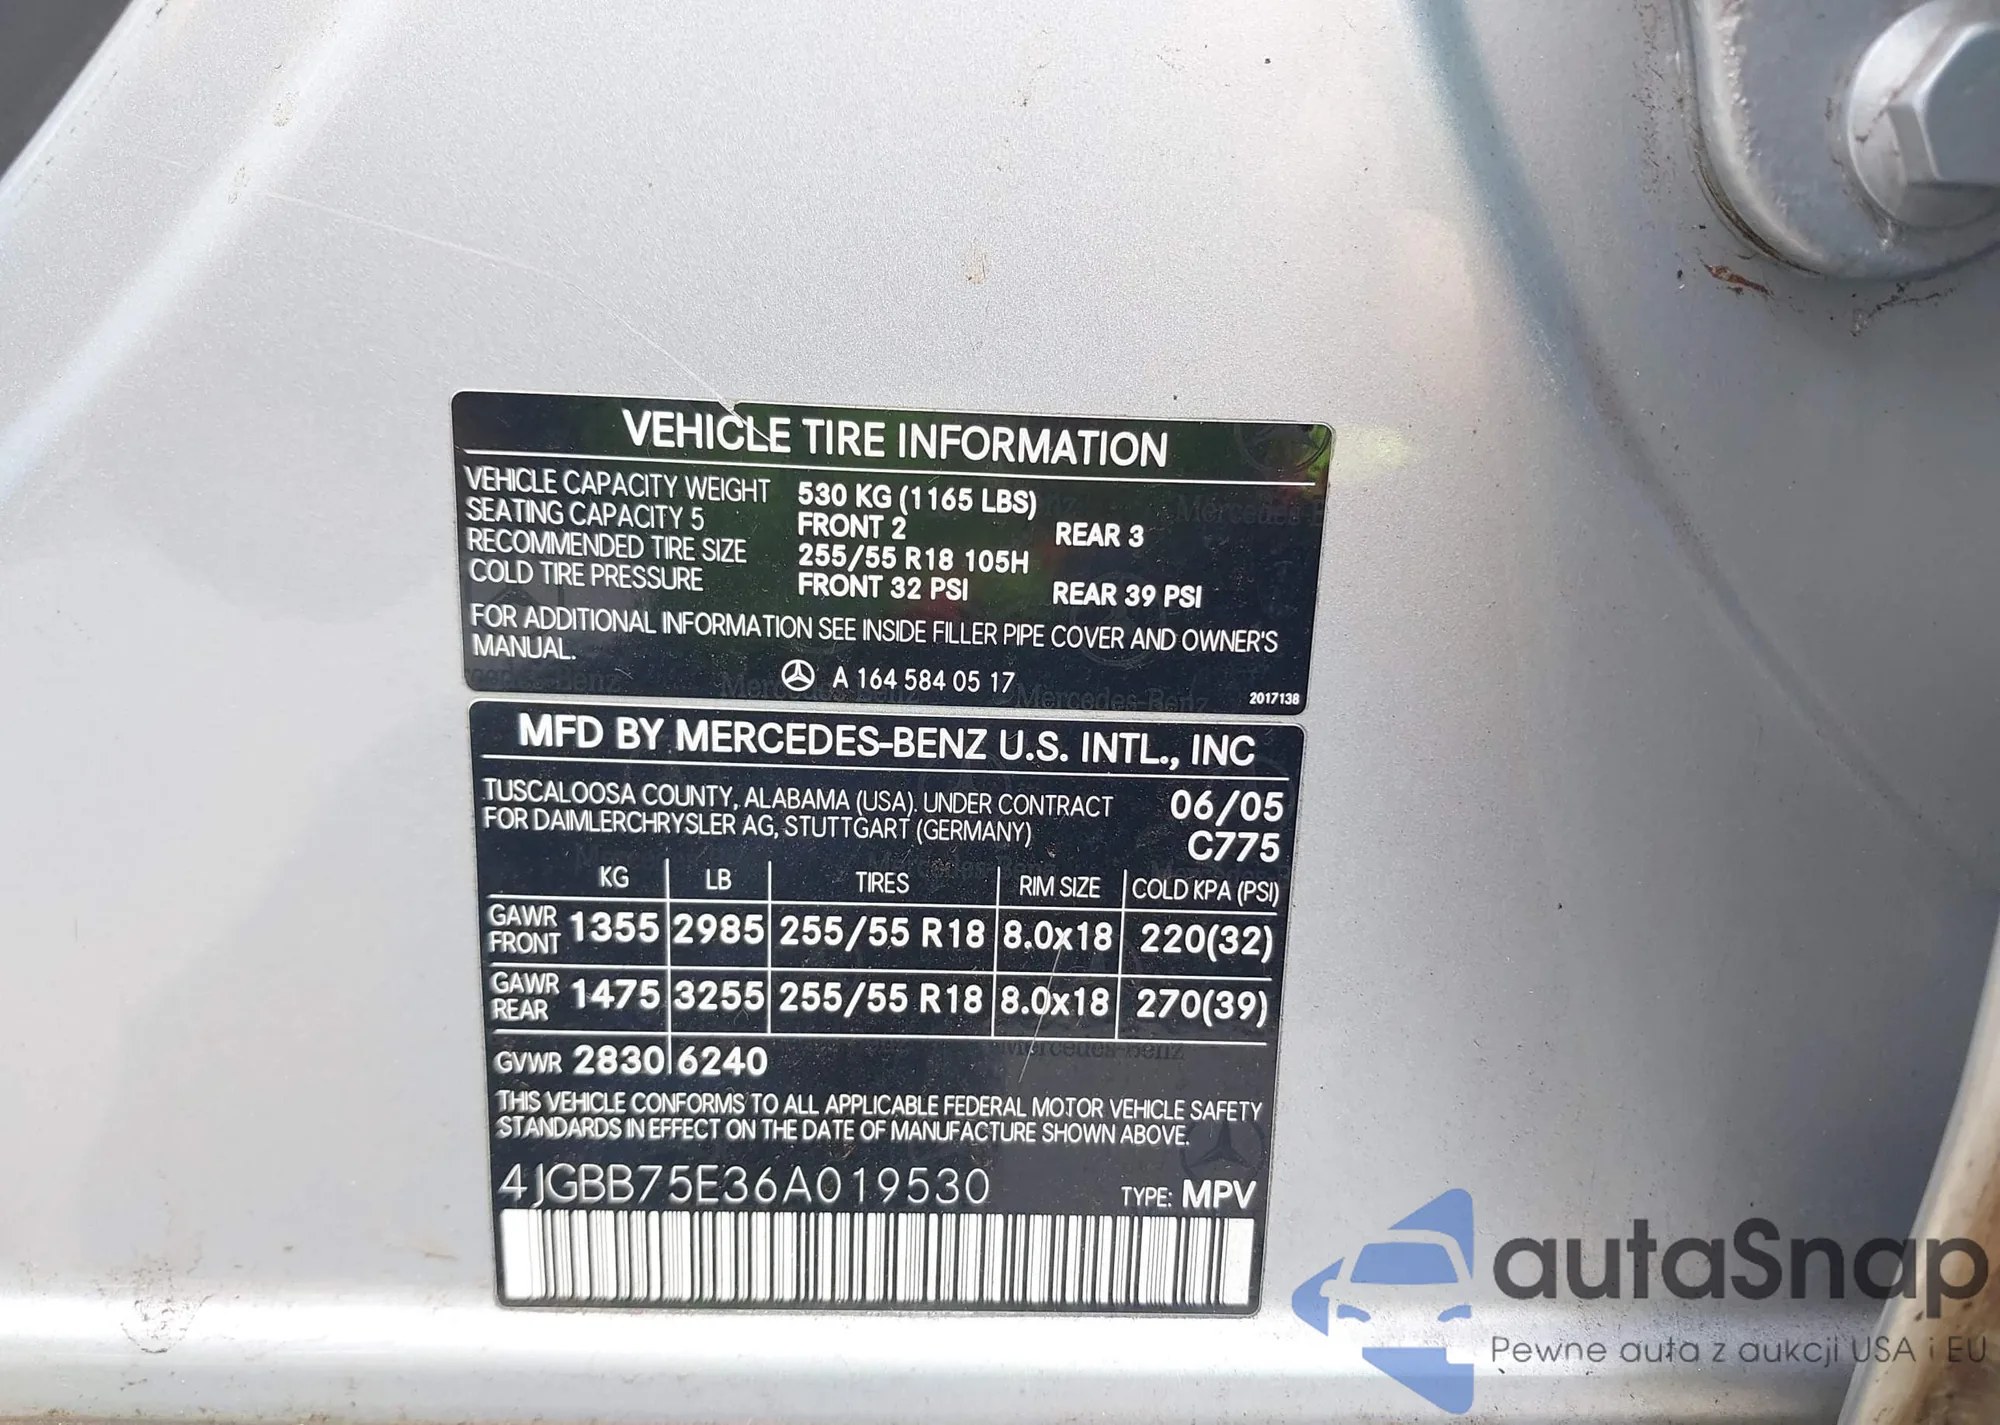 VEHICLE TIRE INFORMATION
VEHICLE CAPACITY WEIGHT 530 KG (1165 LBS)
SEATING CAPACITY 5 FRONT 2 REAR 3
RECOMMENDED TIRE SIZE 255/55 R18 105H
COLD TIRE PRESSURE FRONT 32 PSI REAR 39 PSI
FOR ADDITIONAL INFORMATION SEE INSIDE FILLER PIPE COVER AND OWNER'S
MANUAL.
A 164 584 05 17
2017138
MFD BY MERCEDES-BENZ U.S. INTL., INC
TUSCALOOSA COUNTY, ALABAMA (USA). UNDER CONTRACT 06/05
FOR DAIMLERCHRYSLER AG, STUTTGART (GERMANY) C775
KG LB TIRES RIM SIZE COLD KPA (PSI)
GAWR FRONT 1355 2985 255/55 R18 8.0x18 220(32)
GAWR REAR 1475 3255 255/55 R18 8.0x18 270(39)
GVWR 2830 6240
THIS VEHICLE CONFORMS TO ALL APPLICABLE FEDERAL MOTOR VEHICLE SAFETY
STANDARDS IN EFFECT ON THE DATE OF MANUFACTURE SHOWN ABOVE.
4JGBB75E36A019530 TYPE: MPV
autaSnap
Pewne auta z aukcji USA i EU